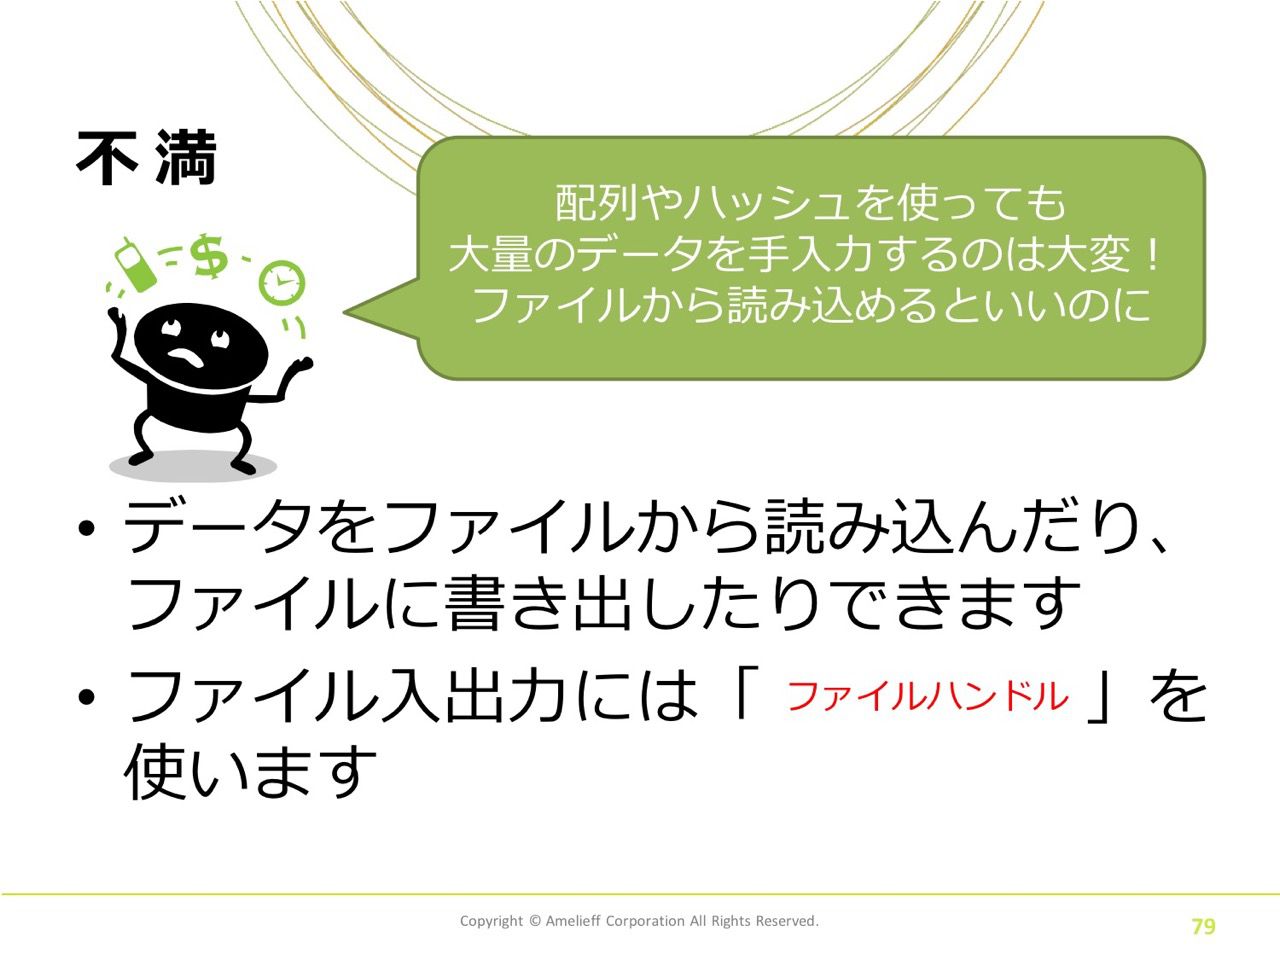 不満
配列やハッシュを使っても
大量のデータを手入力するのは大変！
ファイルから読み込めるといいのに
• データをファイルから読み込んだり、
ファイルに書き出したりできます
• ファイル入出力には「 ファイルハンドル 」を
使います
Copyright © Amelieff Corporation All Rights Reserved.
79